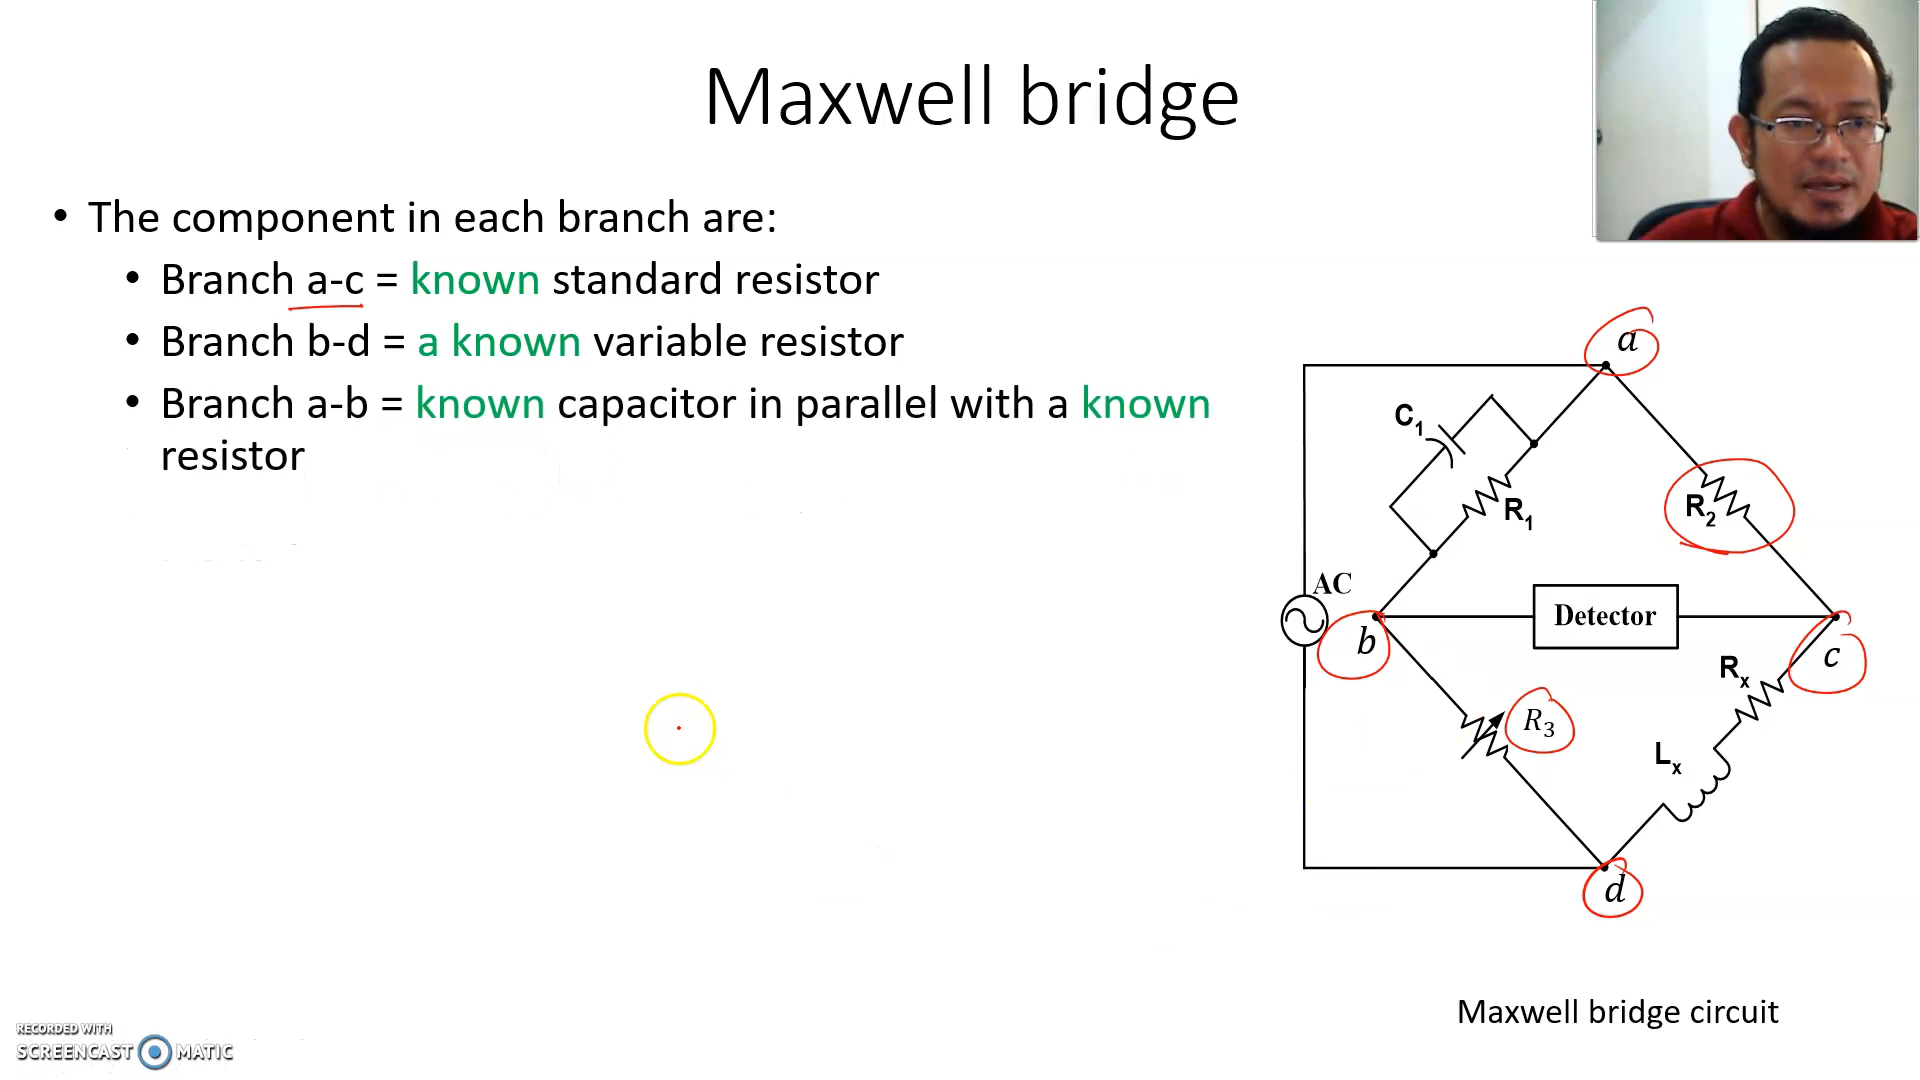 Maxwell bridge
• The component in each branch are:
• Branch a-c = known standard resistor
• Branch b-d = a known variable resistor
• Branch a-b = known capacitor in parallel with a known
resistor
a
C1
R1
R2
AC
Detector
b
c
Rx
R3
Lx
d
Maxwell bridge circuit
RECORDED WITH
SCREENCAST MATIC